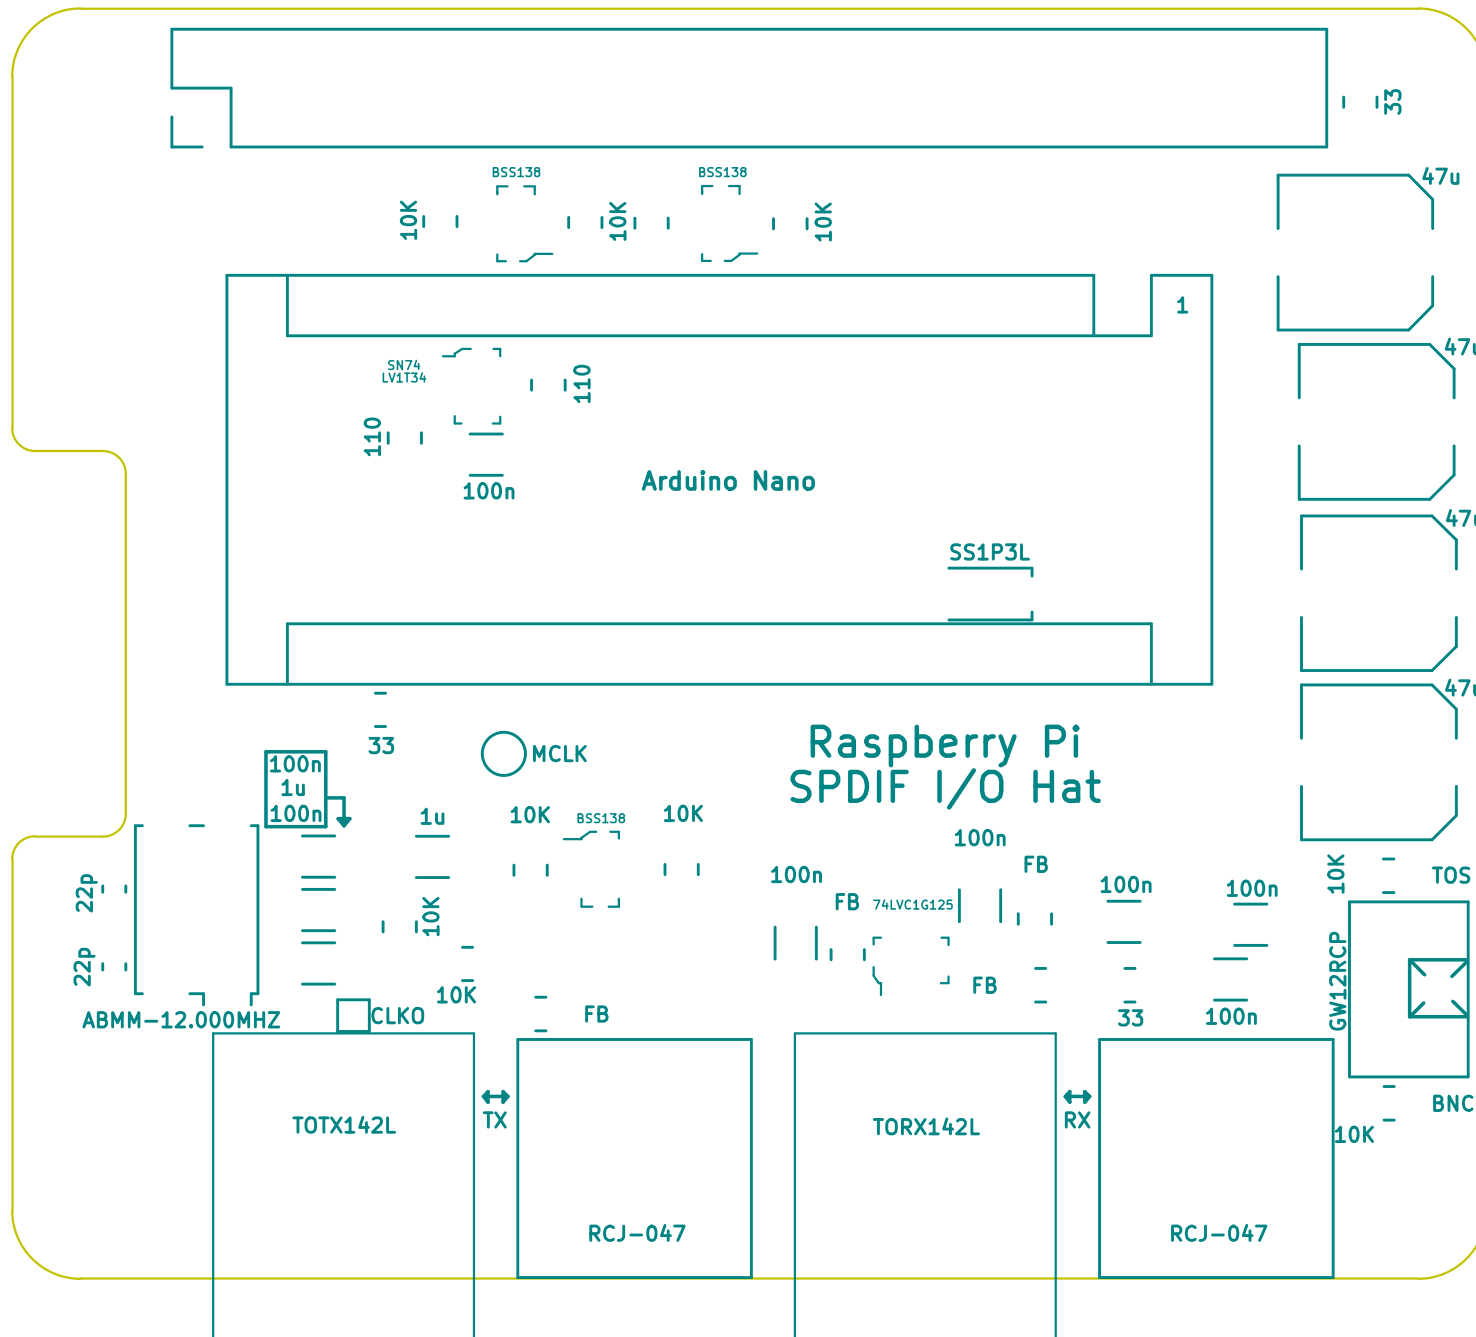 33
BSS138
BSS138
47u
10K
10K
10K
1
47u
SN74
LV1T34
110
110
Arduino Nano
100n
47u
SS1P3L
47u
33
MCLK
Raspberry Pi
SPDIF I/O Hat
100n
1u
100n
1u
10K
BSS138
10K
100n
FB
100n
FB
74LVC1G125
100n
100n
10K
TOS
22p
22p
10K
10K
FB
FB
33
100n
GW12RCP
ABMM-12.000MHZ
CLKO
TX
RX
BNC
10K
TOTX142L
TORX142L
RCJ-047
RCJ-047